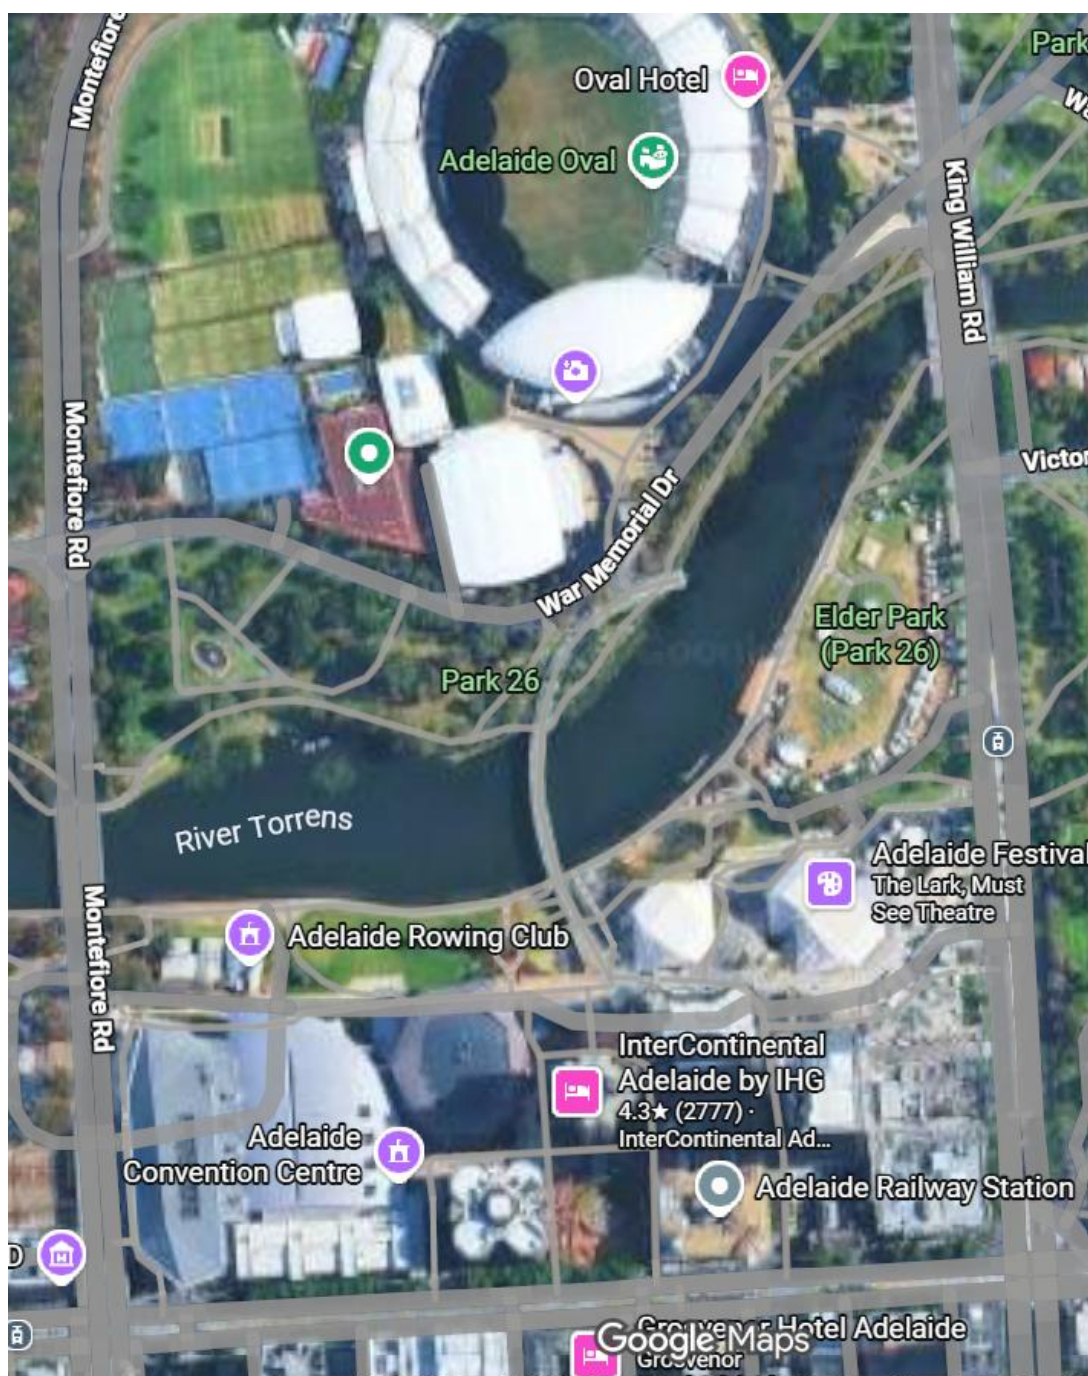 Montefiore
Park
Oval Hotel
Adelaide Oval
King William Rd
Montefiore Rd
Victor
War Memorial Dr
Elder Park
(Park 26)
Park 26
River Torrens
Adelaide Festival
The Lark, Must
See Theatre
Montefiore Rd
Adelaide Rowing Club
InterContinental
Adelaide by IHG
4.3★ (2777) ·
InterContinental Ad...
Adelaide
Convention Centre
Adelaide Railway Station
D
M
Grosvenor Hotel Adelaide
Google Maps
Grosvenor